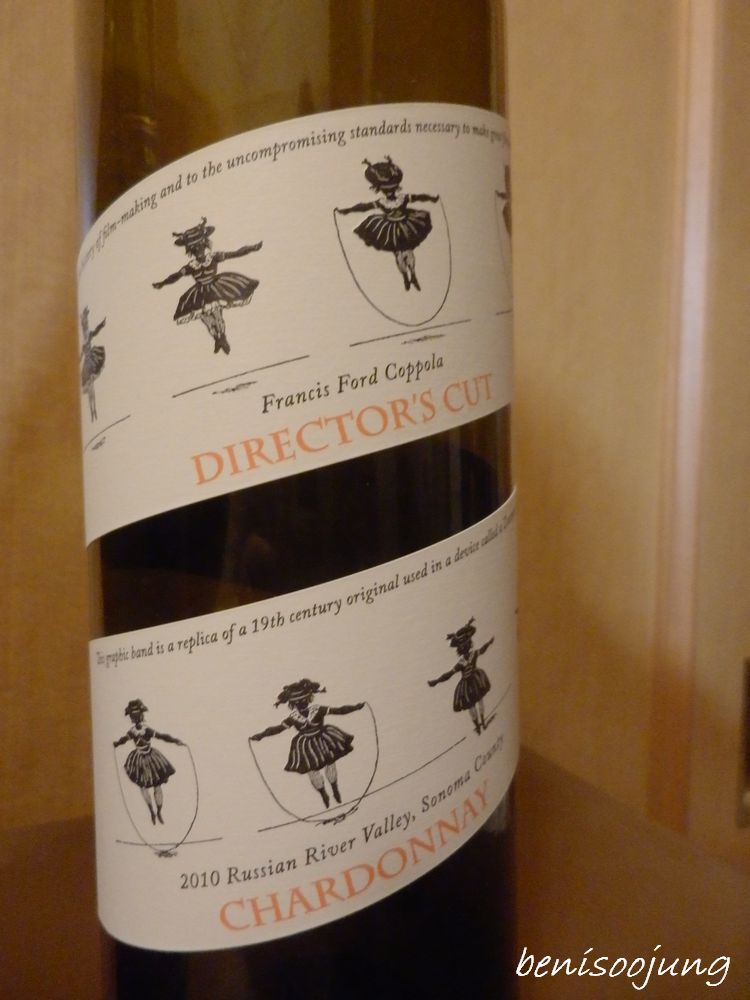 of film-making and to the uncompromising standards necessary to make great
Francis Ford Coppola
DIRECTOR'S CUT
This graphic band is a replica of a 19th century original used in a device called a
2010 Russian River Valley, Sonoma County
CHARDONNAY
benisoojung